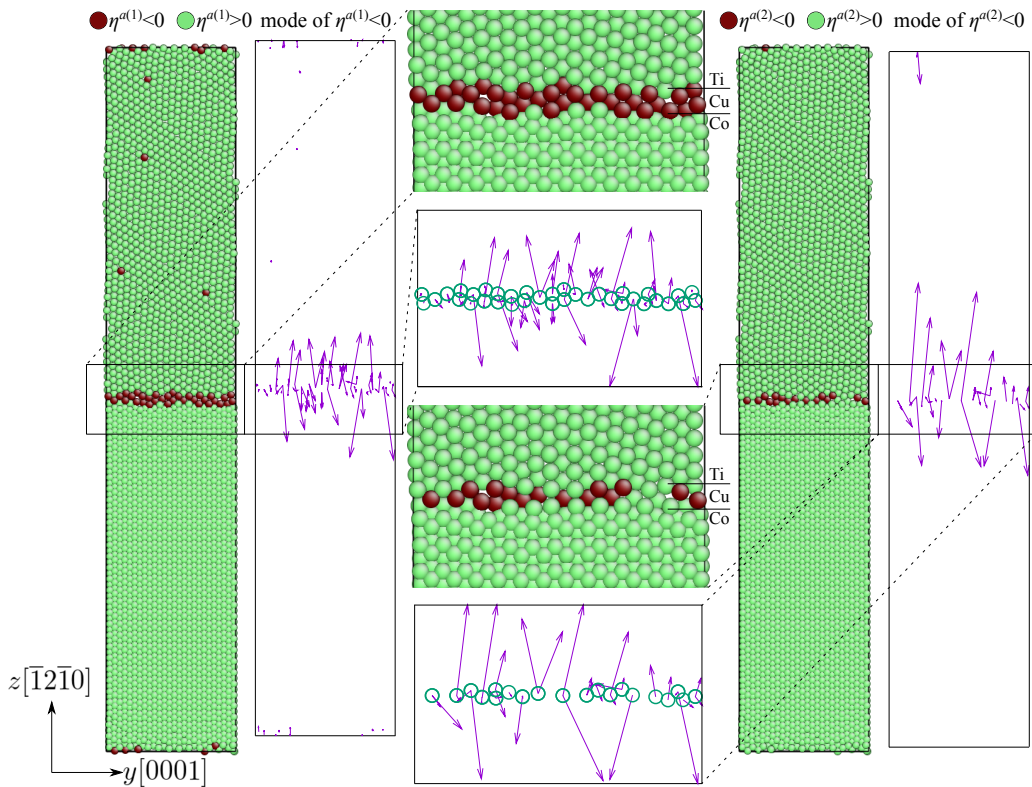 η^{a(1)}<0 η^{a(1)}>0 mode of η^{a(1)}<0
η^{a(2)}<0 η^{a(2)}>0 mode of η^{a(2)}<0
Ti
Cu
Co
Ti
Cu
Co
z[1̅21̅0]
y[0001]